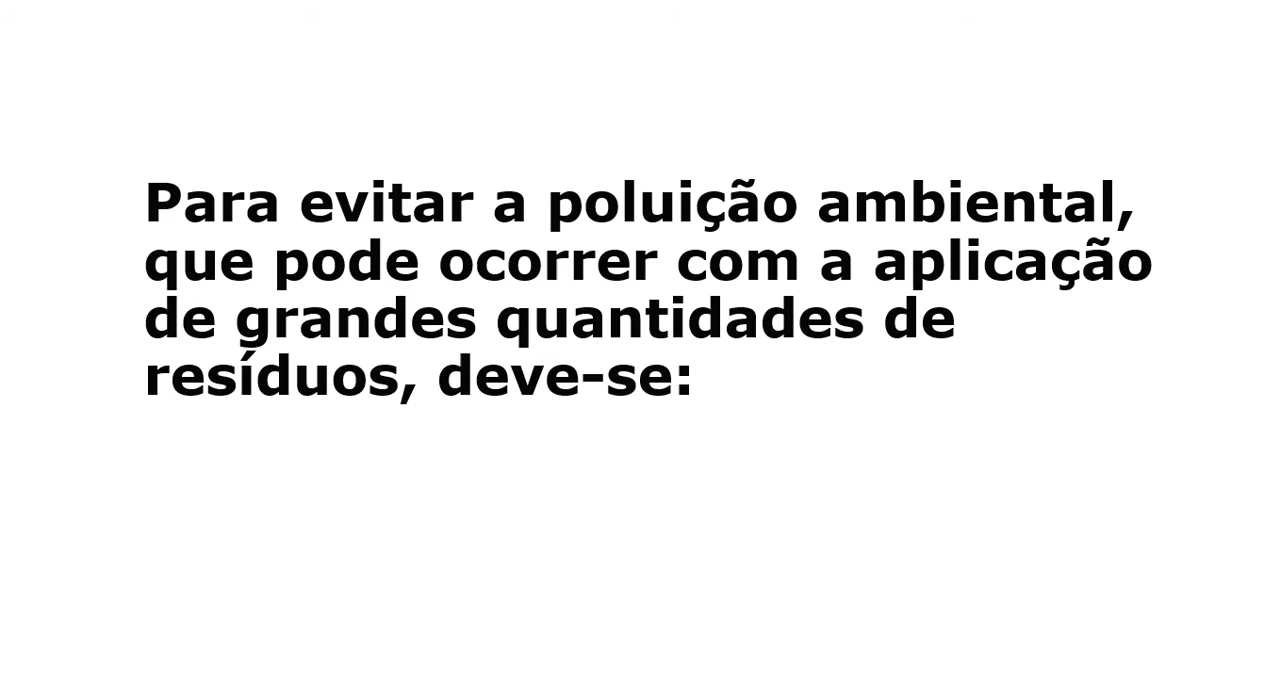 Para evitar a poluição ambiental,
que pode ocorrer com a aplicação
de grandes quantidades de
resíduos, deve-se: